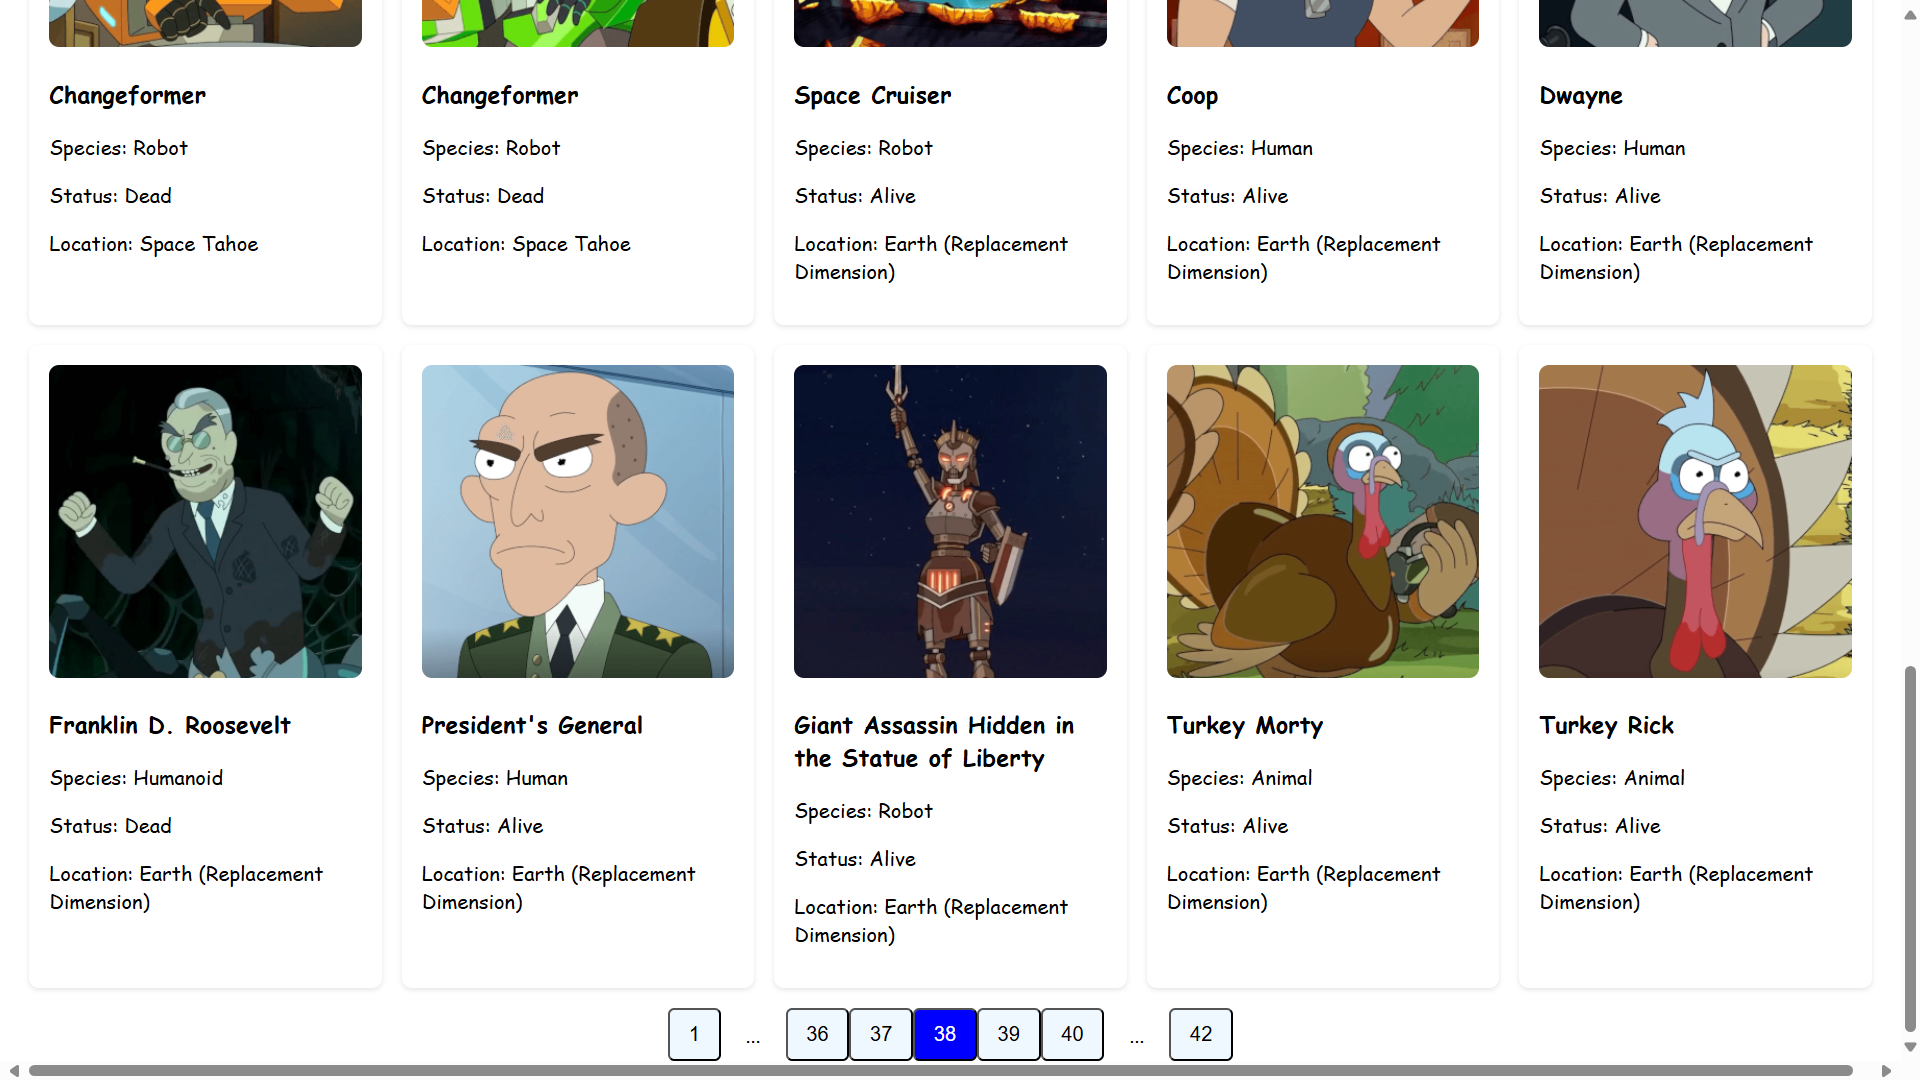 Changeformer
Species: Robot
Status: Dead
Location: Space Tahoe
Changeformer
Species: Robot
Status: Dead
Location: Space Tahoe
Space Cruiser
Species: Robot
Status: Alive
Location: Earth (Replacement
Dimension)
Coop
Species: Human
Status: Alive
Location: Earth (Replacement
Dimension)
Dwayne
Species: Human
Status: Alive
Location: Earth (Replacement
Dimension)
Franklin D. Roosevelt
Species: Humanoid
Status: Dead
Location: Earth (Replacement
Dimension)
President's General
Species: Human
Status: Alive
Location: Earth (Replacement
Dimension)
Giant Assassin Hidden in
the Statue of Liberty
Species: Robot
Status: Alive
Location: Earth (Replacement
Dimension)
Turkey Morty
Species: Animal
Status: Alive
Location: Earth (Replacement
Dimension)
Turkey Rick
Species: Animal
Status: Alive
Location: Earth (Replacement
Dimension)
1 ... 36 37 38 39 40 ... 42